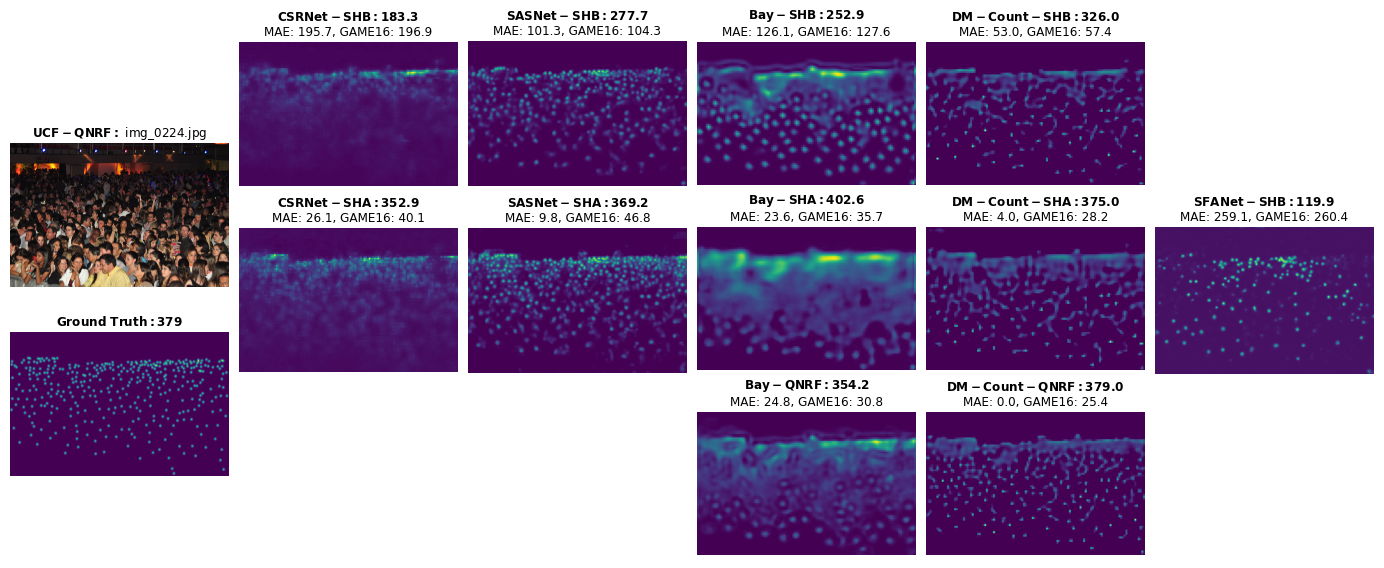 CSRNet − SHB : 183.3
MAE: 195.7, GAME16: 196.9
SASNet − SHB : 277.7
MAE: 101.3, GAME16: 104.3
Bay − SHB : 252.9
MAE: 126.1, GAME16: 127.6
DM − Count − SHB : 326.0
MAE: 53.0, GAME16: 57.4
UCF − QNRF : img_0224.jpg
CSRNet − SHA : 352.9
MAE: 26.1, GAME16: 40.1
SASNet − SHA : 369.2
MAE: 9.8, GAME16: 46.8
Bay − SHA : 402.6
MAE: 23.6, GAME16: 35.7
DM − Count − SHA : 375.0
MAE: 4.0, GAME16: 28.2
SFANet − SHB : 119.9
MAE: 259.1, GAME16: 260.4
Ground Truth : 379
Bay − QNRF : 354.2
MAE: 24.8, GAME16: 30.8
DM − Count − QNRF : 379.0
MAE: 0.0, GAME16: 25.4